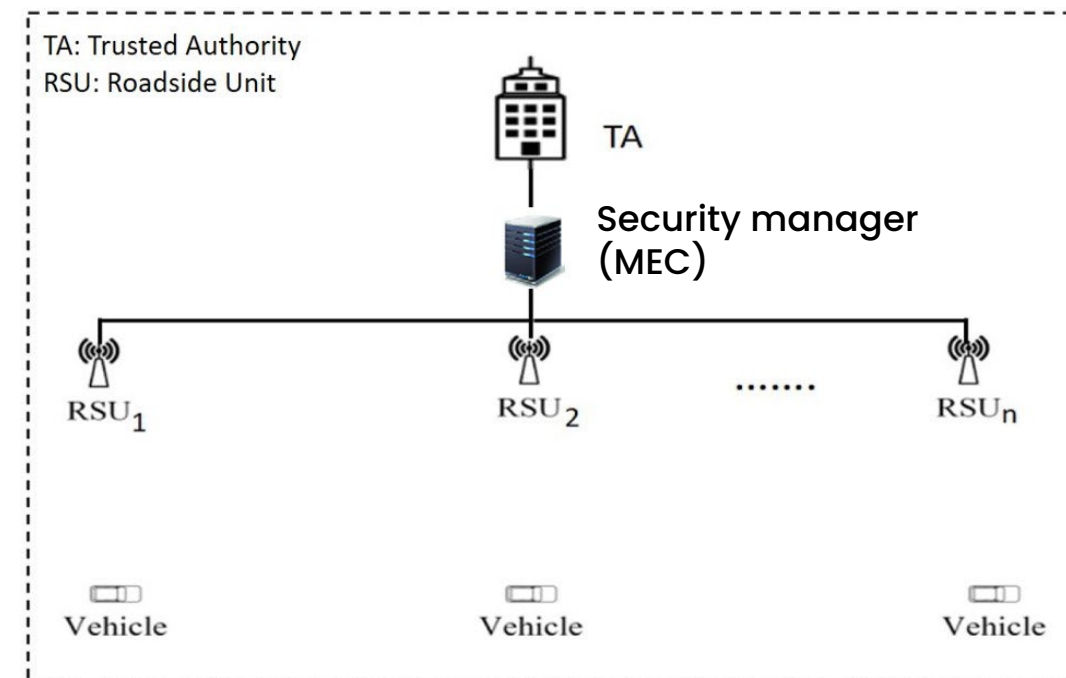 TA: Trusted Authority
RSU: Roadside Unit
TA
Security manager
(MEC)
RSU1
RSU2
.......
RSUn
Vehicle
Vehicle
Vehicle